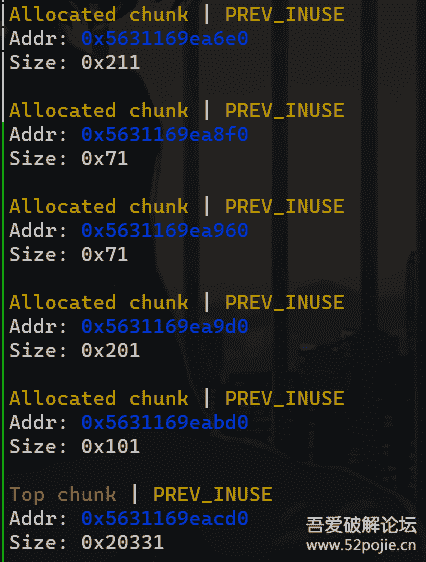 Allocated chunk | PREV_INUSE
Addr: 0x5631169ea6e0
Size: 0x211
Allocated chunk | PREV_INUSE
Addr: 0x5631169ea8f0
Size: 0x71
Allocated chunk | PREV_INUSE
Addr: 0x5631169ea960
Size: 0x71
Allocated chunk | PREV_INUSE
Addr: 0x5631169ea9d0
Size: 0x201
Allocated chunk | PREV_INUSE
Addr: 0x5631169eabd0
Size: 0x101
Top chunk | PREV_INUSE
Addr: 0x5631169eacd0
Size: 0x20331
吾爱破解论坛
www.52pojie.cn